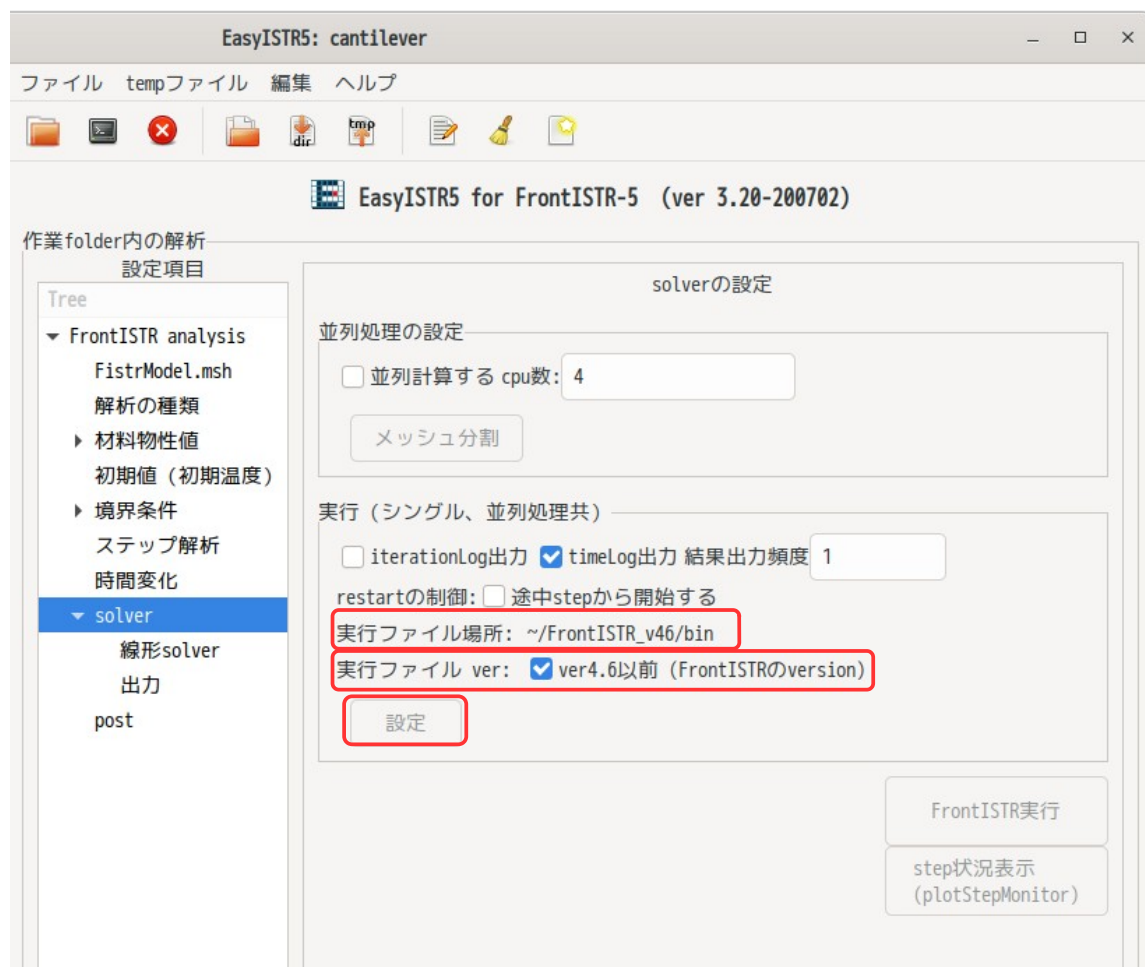 EasyISTR5: cantilever
ファイル tempファイル 編集 ヘルプ
dir
tmp
EasyISTR5 for FrontISTR-5 (ver 3.20-200702)
作業folder内の解析
設定項目
Tree
FrontISTR analysis
FistrModel.msh
解析の種類
材料物性値
初期値 (初期温度)
境界条件
ステップ解析
時間変化
solver
線形solver
出力
post
solverの設定
並列処理の設定
並列計算する cpu数: 4
メッシュ分割
実行 (シングル、並列処理共)
iterationLog出力 timeLog出力 結果出力頻度 1
restartの制御: 途中stepから開始する
実行ファイル場所: ~/FrontISTR_v46/bin
実行ファイル ver: ver4.6以前 (FrontISTRのversion)
設定
FrontISTR実行
step状況表示
(plotStepMonitor)